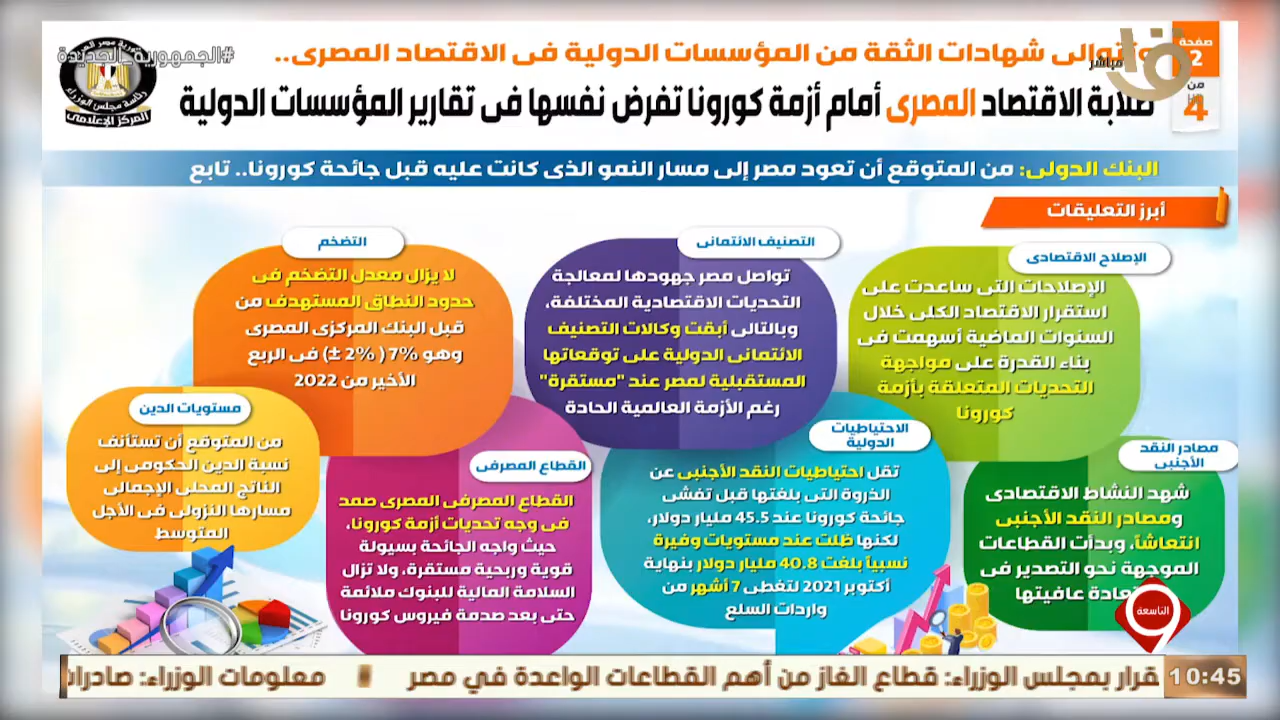 #الجمهورية_الجديدة
مباشر
صفحة
2
من
4
وتتوالى شهادات الثقة من المؤسسات الدولية فى الاقتصاد المصرى..
صلابة الاقتصاد المصرى أمام أزمة كورونا تفرض نفسها فى تقارير المؤسسات الدولية
رئاسة مجلس الوزراء
المركز الإعلامى
البنك الدولى: من المتوقع أن تعود مصر إلى مسار النمو الذى كانت عليه قبل جائحة كورونا.. تابع
أبرز التعليقات
الإصلاح الاقتصادى
الإصلاحات التى ساعدت على
استقرار الاقتصاد الكلى خلال
السنوات الماضية أسهمت فى
بناء القدرة على مواجهة
التحديات المتعلقة بأزمة
كورونا
التصنيف الائتمانى
تواصل مصر جهودها لمعالجة
التحديات الاقتصادية المختلفة،
وبالتالى أبقت وكالات التصنيف
الائتمانى الدولية على توقعاتها
المستقبلية لمصر عند "مستقرة"
رغم الأزمة العالمية الحادة
التضخم
لا يزال معدل التضخم فى
حدود النطاق المستهدف من
قبل البنك المركزى المصرى
وهو 7% (± 2%) فى الربع
الأخير من 2022
مصادر النقد
الأجنبى
شهد النشاط الاقتصادى
ومصادر النقد الأجنبى
انتعاشاً، وبدأت القطاعات
الموجهة نحو التصدير فى
الاحتياطيات
الدولية
تقل احتياطيات النقد الأجنبى عن
الذروة التى بلغتها قبل تفشى
جائحة كورونا عند 45.5 مليار دولار،
لكنها ظلت عند مستويات وفيرة
نسبياً بلغت 40.8 مليار دولار بنهاية
أكتوبر 2021 لتغطى 7 أشهر من
واردات السلع
القطاع المصرفى
القطاع المصرفى المصرى صمد
فى وجه تحديات أزمة كورونا،
حيث واجه الجائحة بسيولة
قوية وربحية مستقرة، ولا تزال
السلامة المالية للبنوك ملائمة
حتى بعد صدمة فيروس كورونا
مستويات الدين
من المتوقع أن تستأنف
نسبة الدين الحكومى إلى
الناتج المحلى الإجمالى
مسارها النزولى فى الأجل
المتوسط
التاسعة
10:45
قرار بمجلس الوزراء: قطاع الغاز من أهم القطاعات الواعدة في مصر
معلومات الوزراء: صادرات